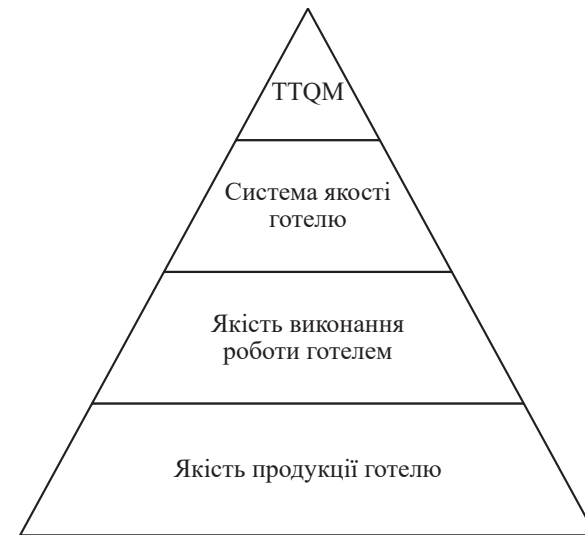 TTQM
Система якості
готелю
Якість виконання
роботи готелем
Якість продукції готелю